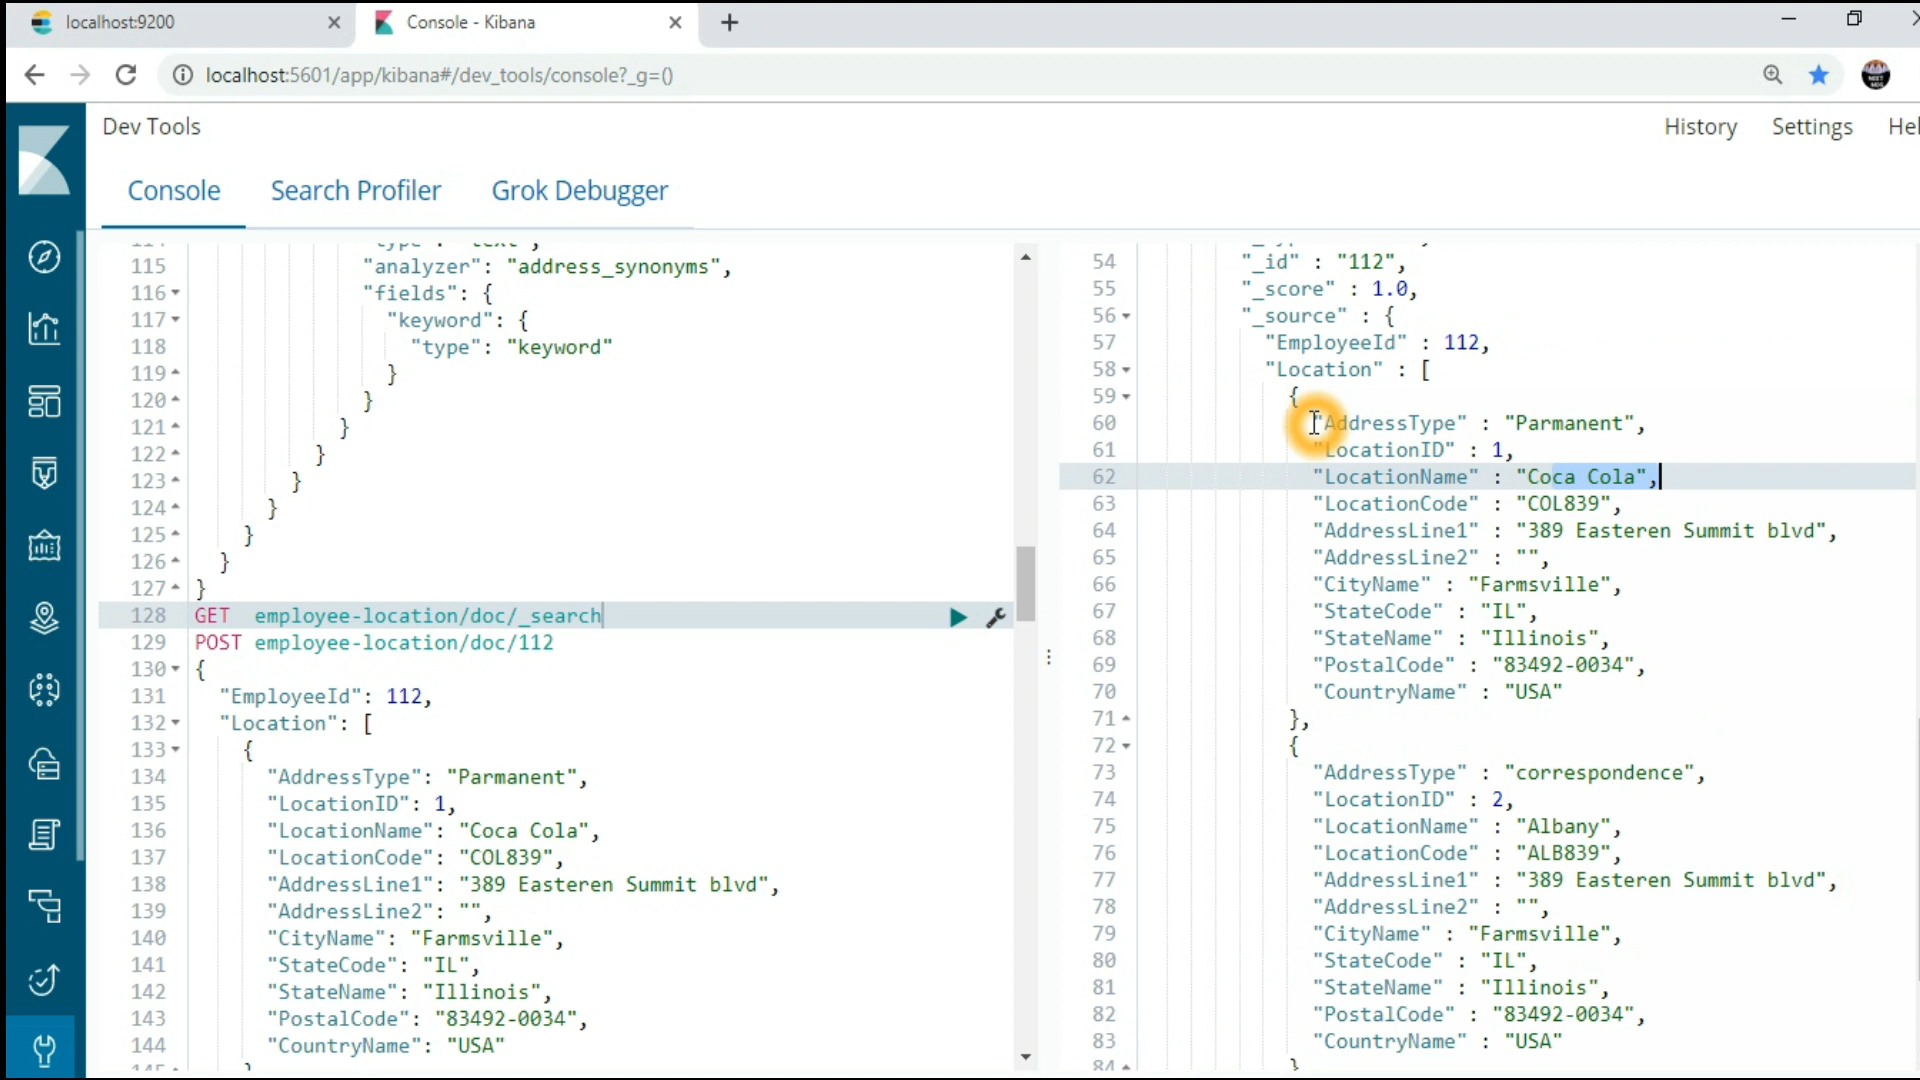 localhost:9200
Console - Kibana
localhost:5601/app/kibana#/dev_tools/console?_g=()
Dev Tools
History Settings Hel
Console Search Profiler Grok Debugger
115 "analyzer": "address_synonyms",
116 "fields": {
117 "keyword": {
118 "type": "keyword"
119 }
120 }
121 }
122 }
123 }
124 }
125 }
126 }
127 }
128 GET employee-location/doc/_search
129 POST employee-location/doc/112
130 {
131 "EmployeeId": 112,
132 "Location": [
133 {
134 "AddressType": "Parmanent",
135 "LocationID": 1,
136 "LocationName": "Coca Cola",
137 "LocationCode": "COL839",
138 "AddressLine1": "389 Easteren Summit blvd",
139 "AddressLine2": "",
140 "CityName": "Farmsville",
141 "StateCode": "IL",
142 "StateName": "Illinois",
143 "PostalCode": "83492-0034",
144 "CountryName": "USA"
54 "_id" : "112",
55 "_score" : 1.0,
56 "_source" : {
57 "EmployeeId" : 112,
58 "Location" : [
59 {
60 "AddressType" : "Parmanent",
61 "LocationID" : 1,
62 "LocationName" : "Coca Cola",
63 "LocationCode" : "COL839",
64 "AddressLine1" : "389 Easteren Summit blvd",
65 "AddressLine2" : "",
66 "CityName" : "Farmsville",
67 "StateCode" : "IL",
68 "StateName" : "Illinois",
69 "PostalCode" : "83492-0034",
70 "CountryName" : "USA"
71 },
72 {
73 "AddressType" : "correspondence",
74 "LocationID" : 2,
75 "LocationName" : "Albany",
76 "LocationCode" : "ALB839",
77 "AddressLine1" : "389 Easteren Summit blvd",
78 "AddressLine2" : "",
79 "CityName" : "Farmsville",
80 "StateCode" : "IL",
81 "StateName" : "Illinois",
82 "PostalCode" : "83492-0034",
83 "CountryName" : "USA"
84 }